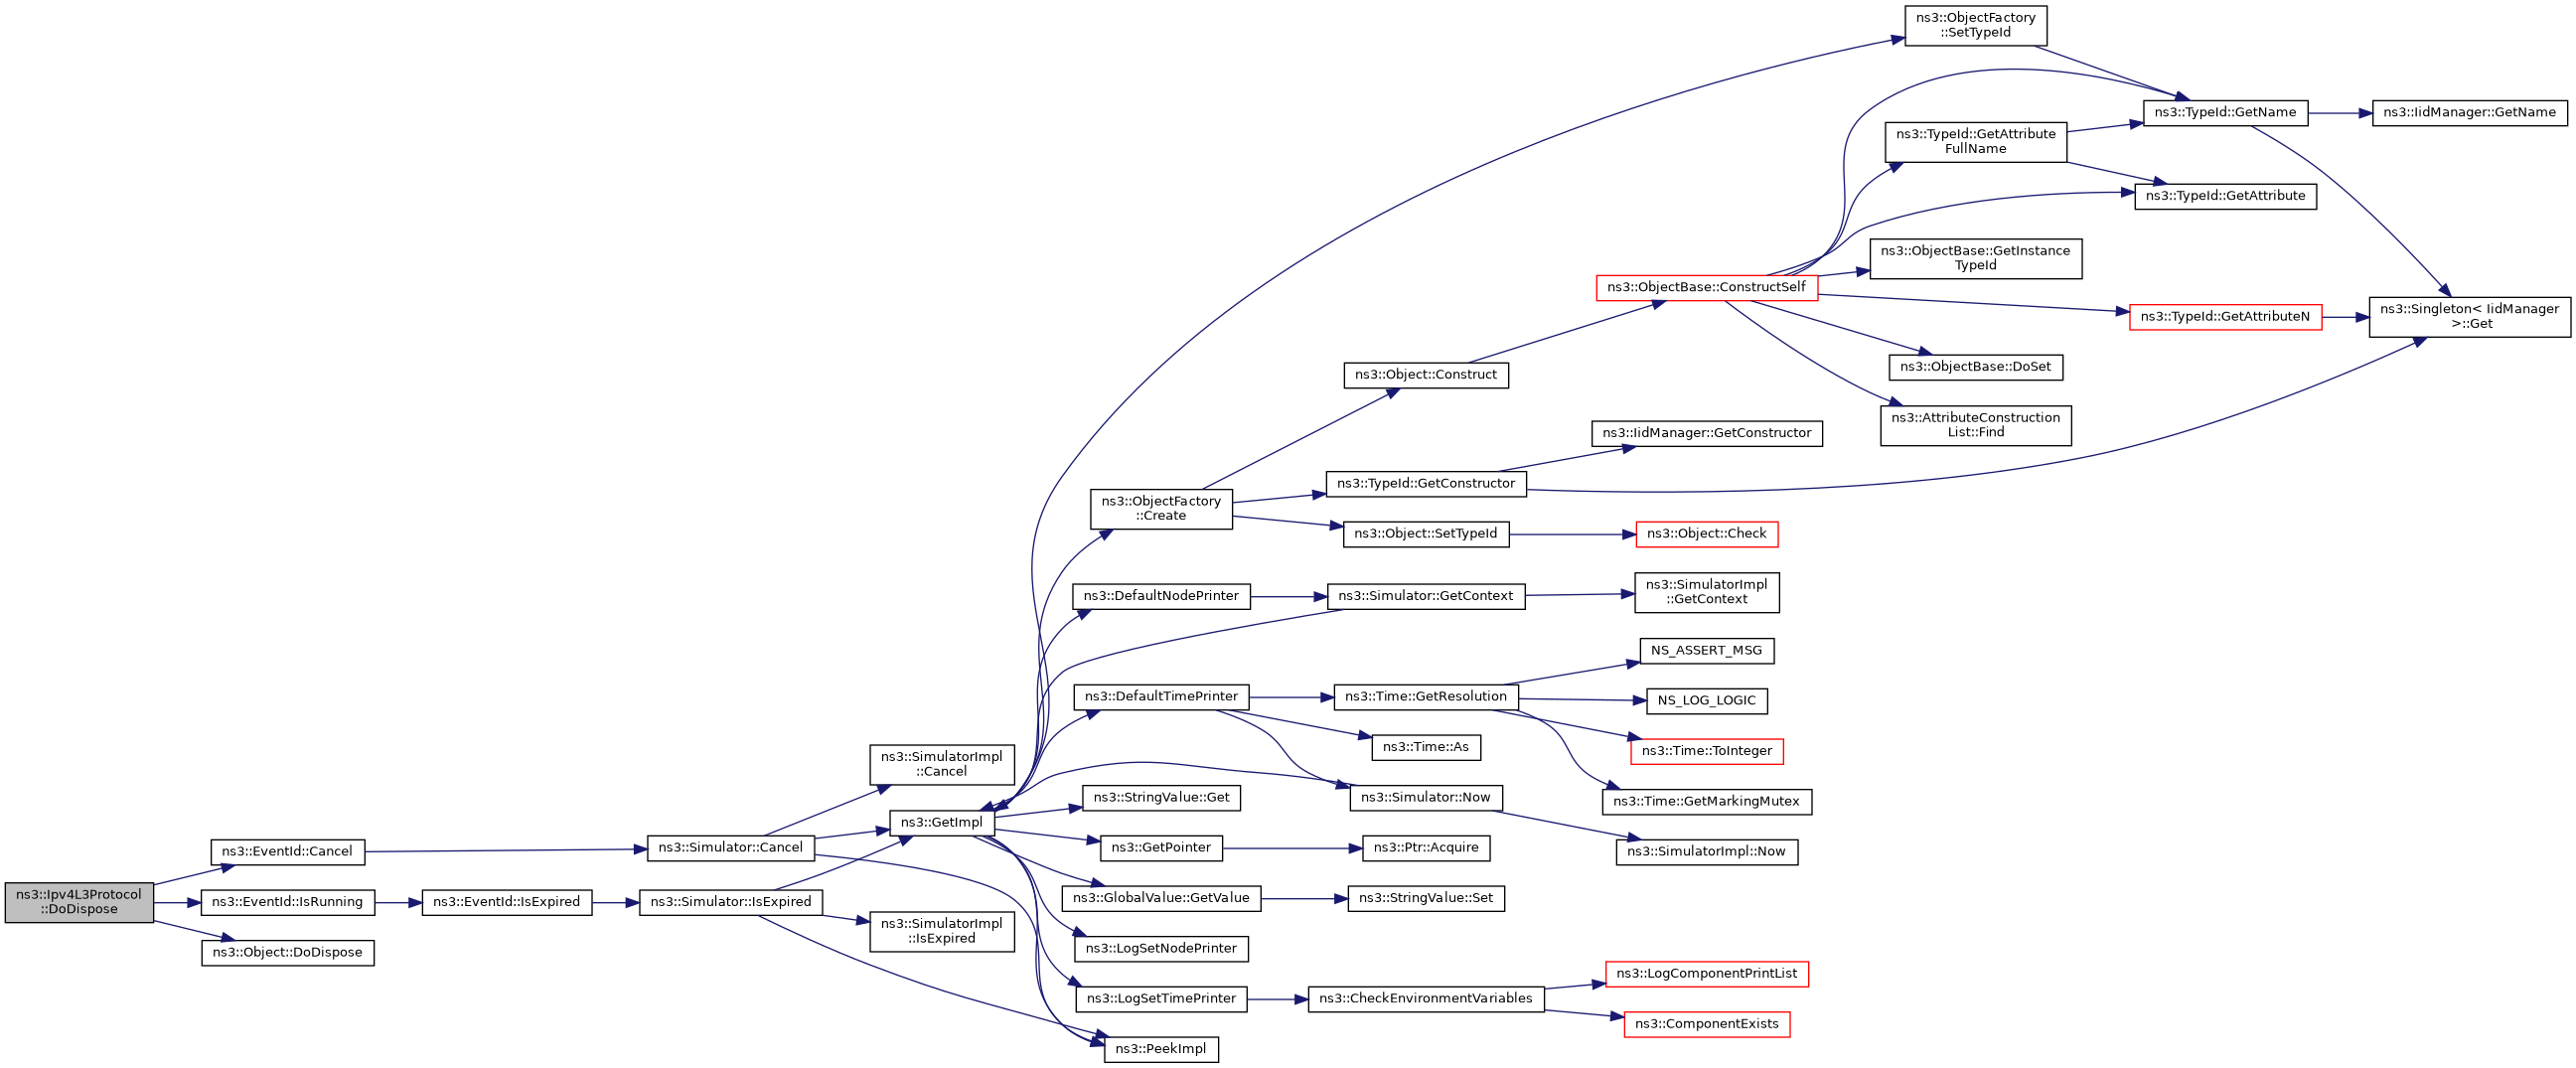 ns3::Ipv4L3Protocol
::DoDispose
ns3::EventId::Cancel
ns3::EventId::IsRunning
ns3::Object::DoDispose
ns3::EventId::IsExpired
ns3::Simulator::Cancel
ns3::Simulator::IsExpired
ns3::SimulatorImpl
::Cancel
ns3::GetImpl
ns3::SimulatorImpl
::IsExpired
ns3::ObjectFactory
::Create
ns3::DefaultNodePrinter
ns3::DefaultTimePrinter
ns3::StringValue::Get
ns3::GetPointer
ns3::GlobalValue::GetValue
ns3::LogSetNodePrinter
ns3::LogSetTimePrinter
ns3::PeekImpl
ns3::Object::Construct
ns3::TypeId::GetConstructor
ns3::Object::SetTypeId
ns3::Simulator::GetContext
ns3::Time::GetResolution
ns3::Time::As
ns3::Simulator::Now
ns3::Ptr::Acquire
ns3::StringValue::Set
ns3::CheckEnvironmentVariables
ns3::ObjectBase::ConstructSelf
ns3::IidManager::GetConstructor
ns3::Object::Check
ns3::SimulatorImpl
::GetContext
NS_ASSERT_MSG
NS_LOG_LOGIC
ns3::Time::ToInteger
ns3::Time::GetMarkingMutex
ns3::SimulatorImpl::Now
ns3::LogComponentPrintList
ns3::ComponentExists
ns3::ObjectFactory
::SetTypeId
ns3::TypeId::GetAttribute
FullName
ns3::ObjectBase::GetInstance
TypeId
ns3::ObjectBase::DoSet
ns3::AttributeConstruction
List::Find
ns3::TypeId::GetName
ns3::TypeId::GetAttribute
ns3::TypeId::GetAttributeN
ns3::IidManager::GetName
ns3::Singleton< IidManager
>::Get